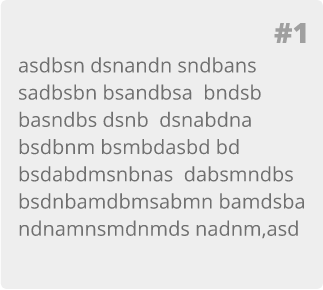 #1
asdbsn dsnandn sndbans
sadbsbn bsandbsa  bndsb
basndbs dsnb  dsnabdna
bsdbnm bsmbdasbd bd
bsdabdmsnbnas  dabsmndbs
bsdnbamdbmsabmn bamdsba
ndnamnsmdnmds nadnm,asd